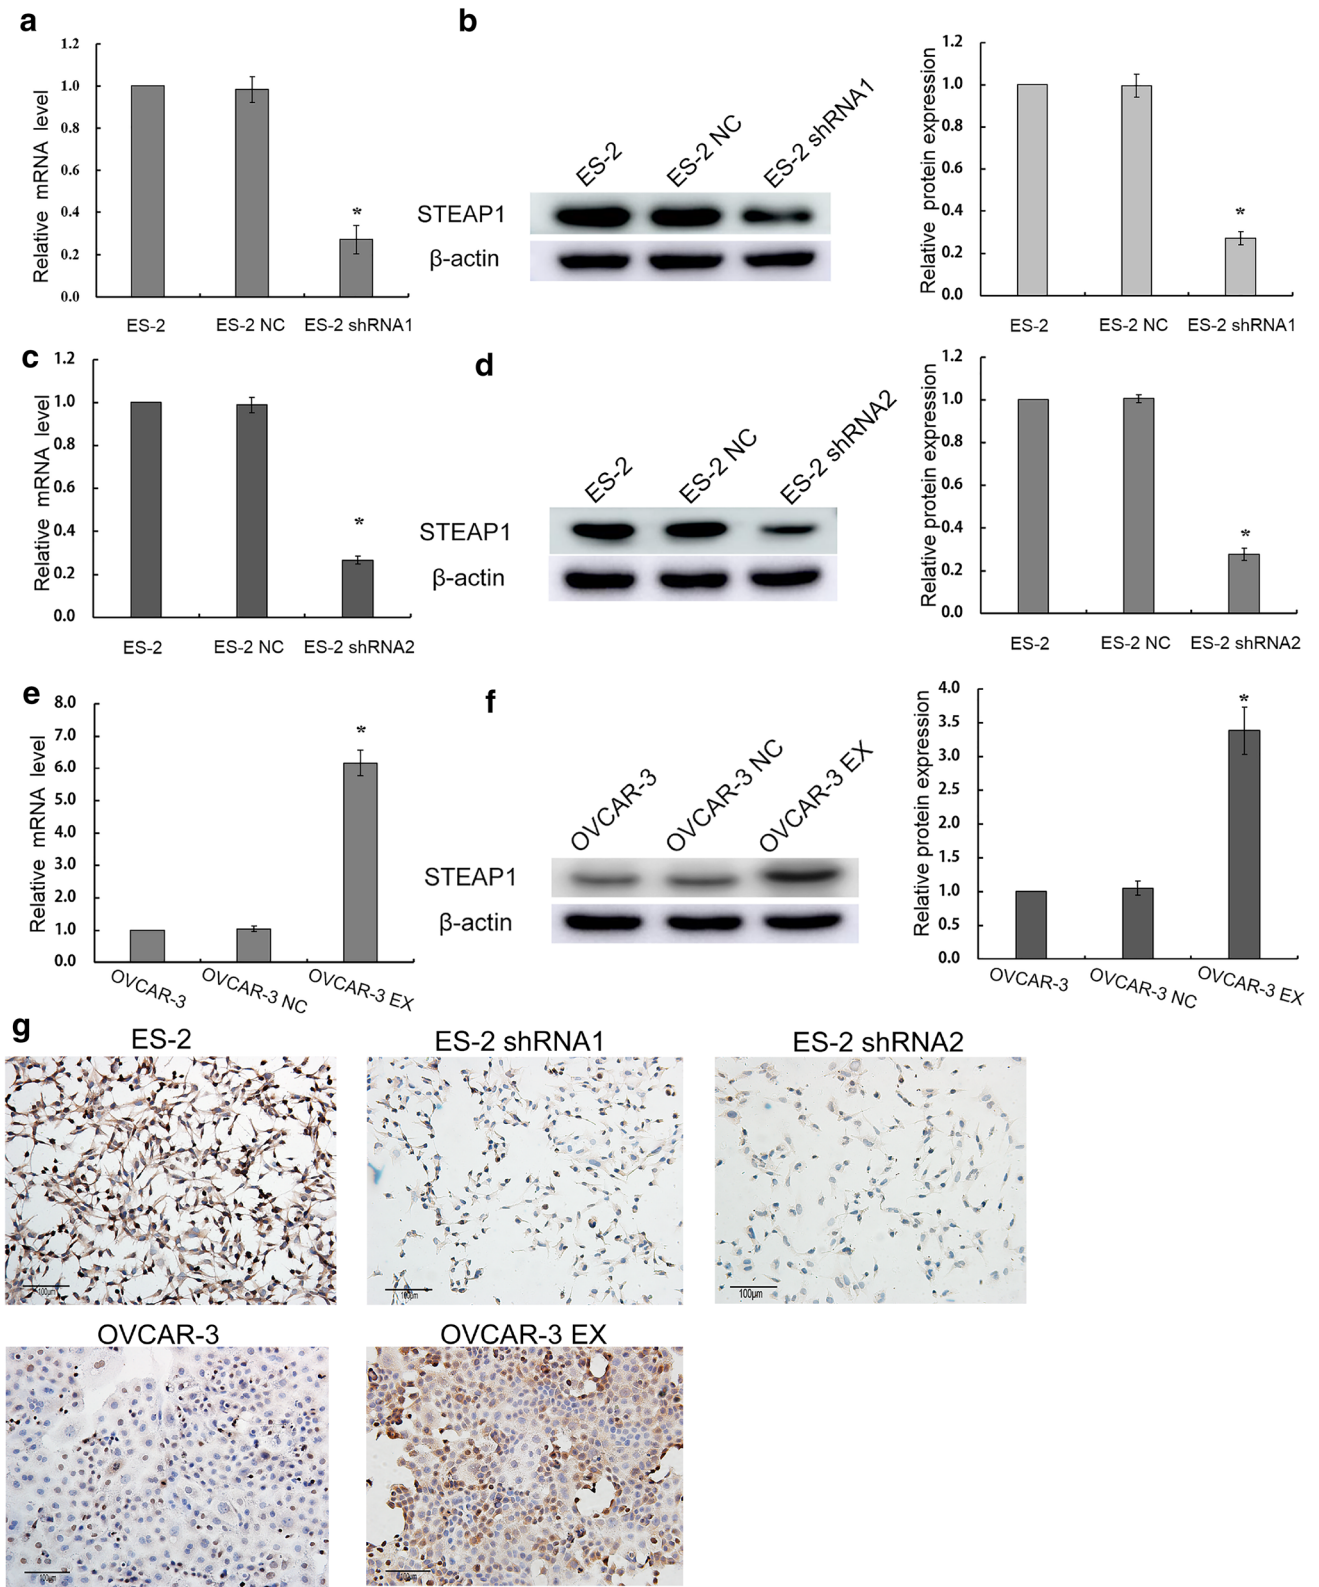 a
1.2
1.0
0.8
0.6
0.4
0.2
0.0
Relative mRNA level
*
ES-2
ES-2 NC
ES-2 shRNA1
b
ES-2
ES-2 NC
ES-2 shRNA1
STEAP1
β-actin
1.2
1.0
0.8
0.6
0.4
0.2
0.0
Relative protein expression
*
ES-2
ES-2 NC
ES-2 shRNA1
c
1.2
1.0
0.8
0.6
0.4
0.2
0.0
Relative mRNA level
*
ES-2
ES-2 NC
ES-2 shRNA2
d
ES-2
ES-2 NC
ES-2 shRNA2
STEAP1
β-actin
1.2
1.0
0.8
0.6
0.4
0.2
0.0
Relative protein expression
*
ES-2
ES-2 NC
ES-2 shRNA2
e
8.0
7.0
6.0
5.0
4.0
3.0
2.0
1.0
0.0
Relative mRNA level
*
OVCAR-3
OVCAR-3 NC
OVCAR-3 EX
f
OVCAR-3
OVCAR-3 NC
OVCAR-3 EX
STEAP1
β-actin
4.0
3.5
3.0
2.5
2.0
1.5
1.0
0.5
0.0
Relative protein expression
*
OVCAR-3
OVCAR-3 NC
OVCAR-3 EX
g
ES-2
ES-2 shRNA1
ES-2 shRNA2
100μm
100μm
100μm
OVCAR-3
OVCAR-3 EX
100μm
100μm